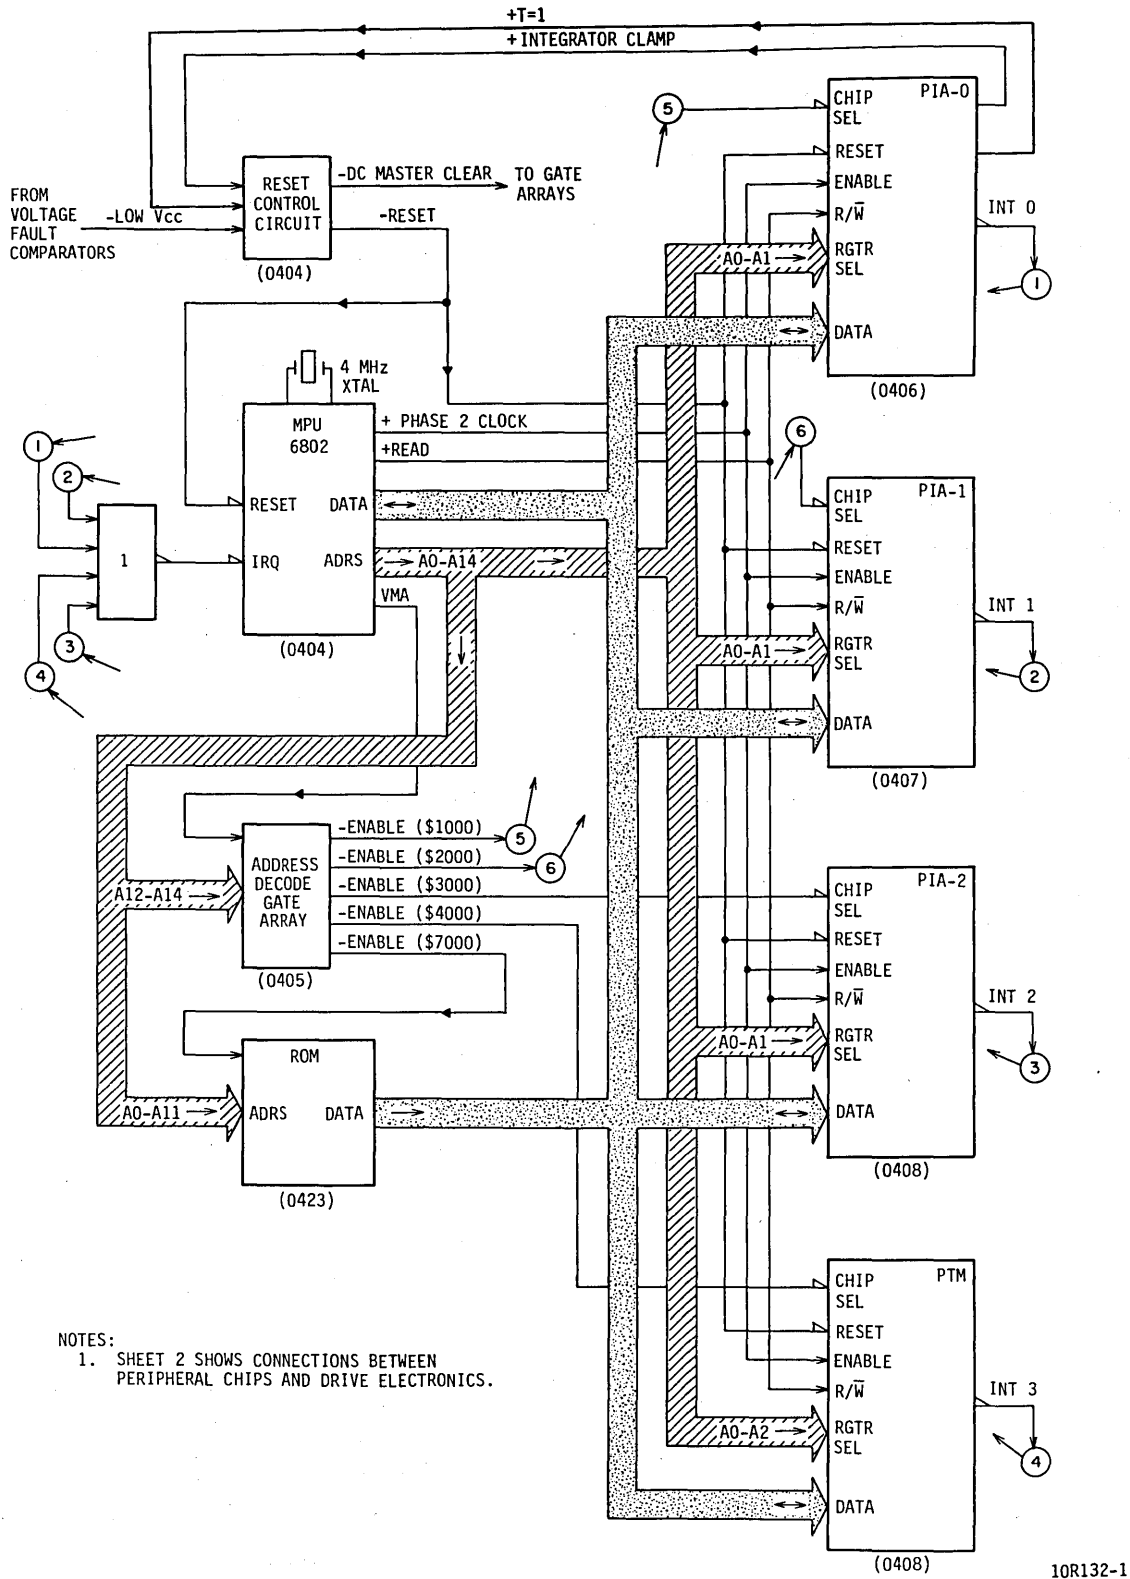 +T=1
+INTEGRATOR CLAMP
5
CHIP
SEL
PIA-0
RESET
ENABLE
R/W̅
RGTR
SEL
DATA
(0406)
INT 0
1
FROM
VOLTAGE
FAULT
COMPARATORS
-LOW Vcc
RESET
CONTROL
CIRCUIT
(0404)
-DC MASTER CLEAR
TO GATE
ARRAYS
-RESET
A0-A1
4 MHz
XTAL
MPU
6802
RESET
IRQ
DATA
ADRS
(0404)
+ PHASE 2 CLOCK
+READ
A0-A14
VMA
1
2
1
3
4
6
CHIP
SEL
PIA-1
RESET
ENABLE
R/W̅
RGTR
SEL
DATA
(0407)
A0-A1
INT 1
2
ADDRESS
DECODE
GATE
ARRAY
(0405)
A12-A14
-ENABLE ($1000)
5
-ENABLE ($2000)
6
-ENABLE ($3000)
-ENABLE ($4000)
-ENABLE ($7000)
CHIP
SEL
PIA-2
RESET
ENABLE
R/W̅
RGTR
SEL
DATA
(0408)
A0-A1
INT 2
3
ROM
A0-A11
ADRS
DATA
(0423)
CHIP
SEL
PTM
RESET
ENABLE
R/W̅
RGTR
SEL
DATA
(0408)
A0-A2
INT 3
4
NOTES:
1. SHEET 2 SHOWS CONNECTIONS BETWEEN
PERIPHERAL CHIPS AND DRIVE ELECTRONICS.
10R132-1